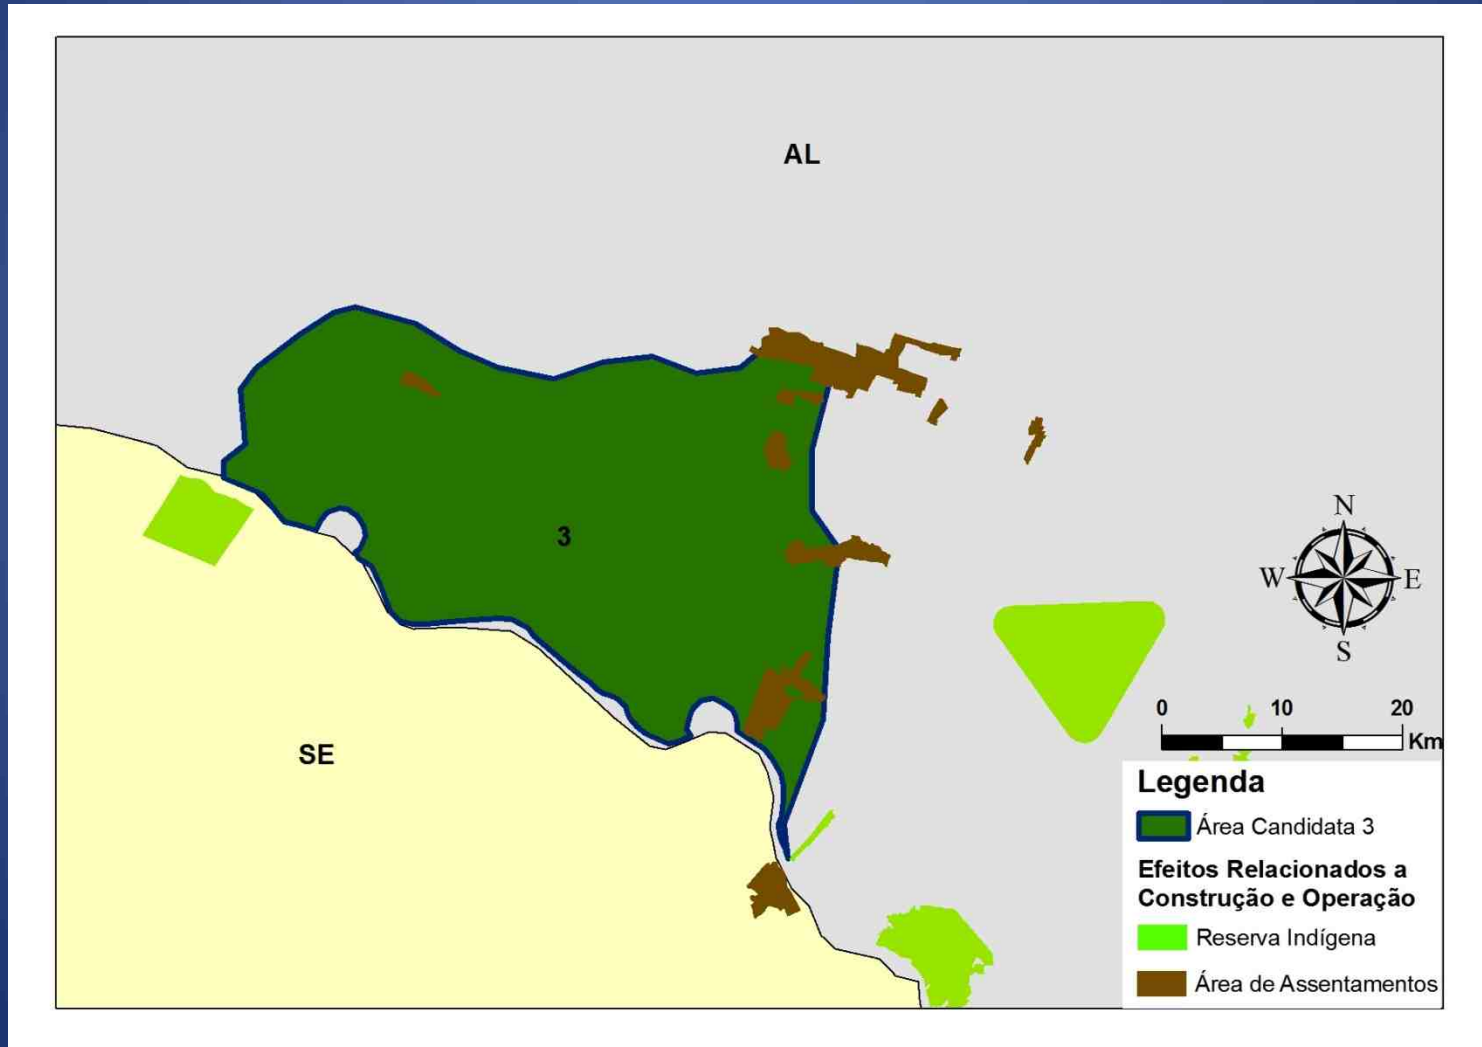 AL
3
SE
N
W
E
S
0 10 20
Km
Legenda
Área Candidata 3
Efeitos Relacionados a
Construção e Operação
Reserva Indígena
Área de Assentamentos